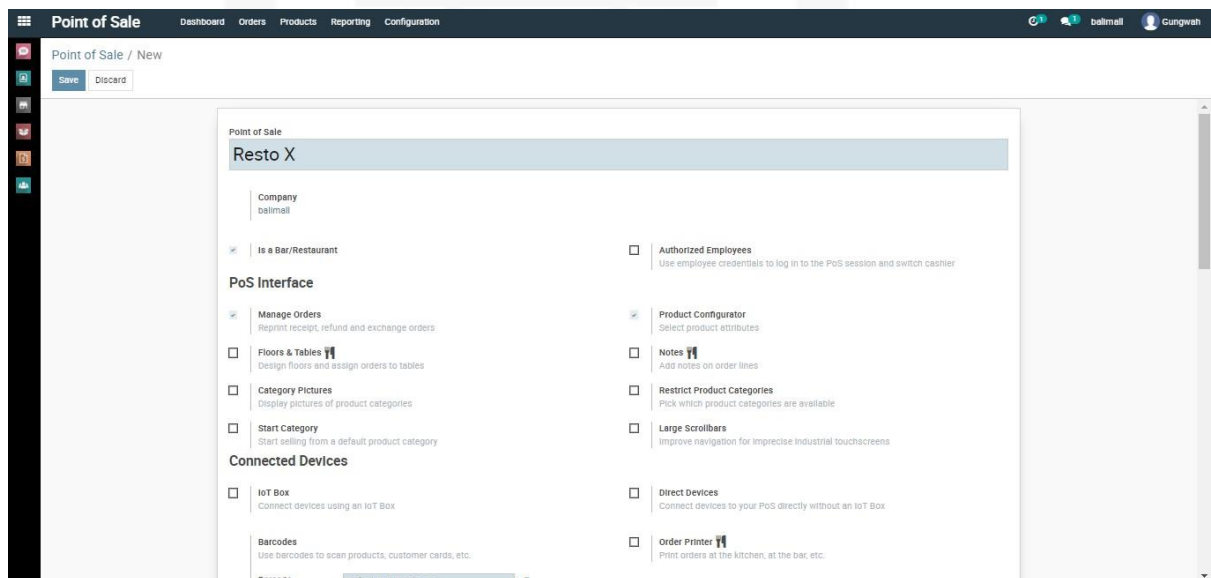 Point of Sale Dashboard Orders Products Reporting Configuration 1 1 balimall Gungwah
Point of Sale / New
Save Discard
Point of Sale
Resto X
Company
balimall
Is a Bar/Restaurant
Authorized Employees
Use employee credentials to log in to the PoS session and switch cashier
PoS Interface
Manage Orders
Reprint receipt, refund and exchange orders
Product Configurator
Select product attributes
Floors & Tables
Design floors and assign orders to tables
Notes
Add notes on order lines
Category Pictures
Display pictures of product categories
Restrict Product Categories
Pick which product categories are available
Start Category
Start selling from a default product category
Large Scrollbars
Improve navigation for imprecise industrial touchscreens
Connected Devices
IoT Box
Connect devices using an IoT Box
Direct Devices
Connect devices to your PoS directly without an IoT Box
Barcodes
Use barcodes to scan products, customer cards, etc.
Order Printer
Print orders at the kitchen, at the bar, etc.